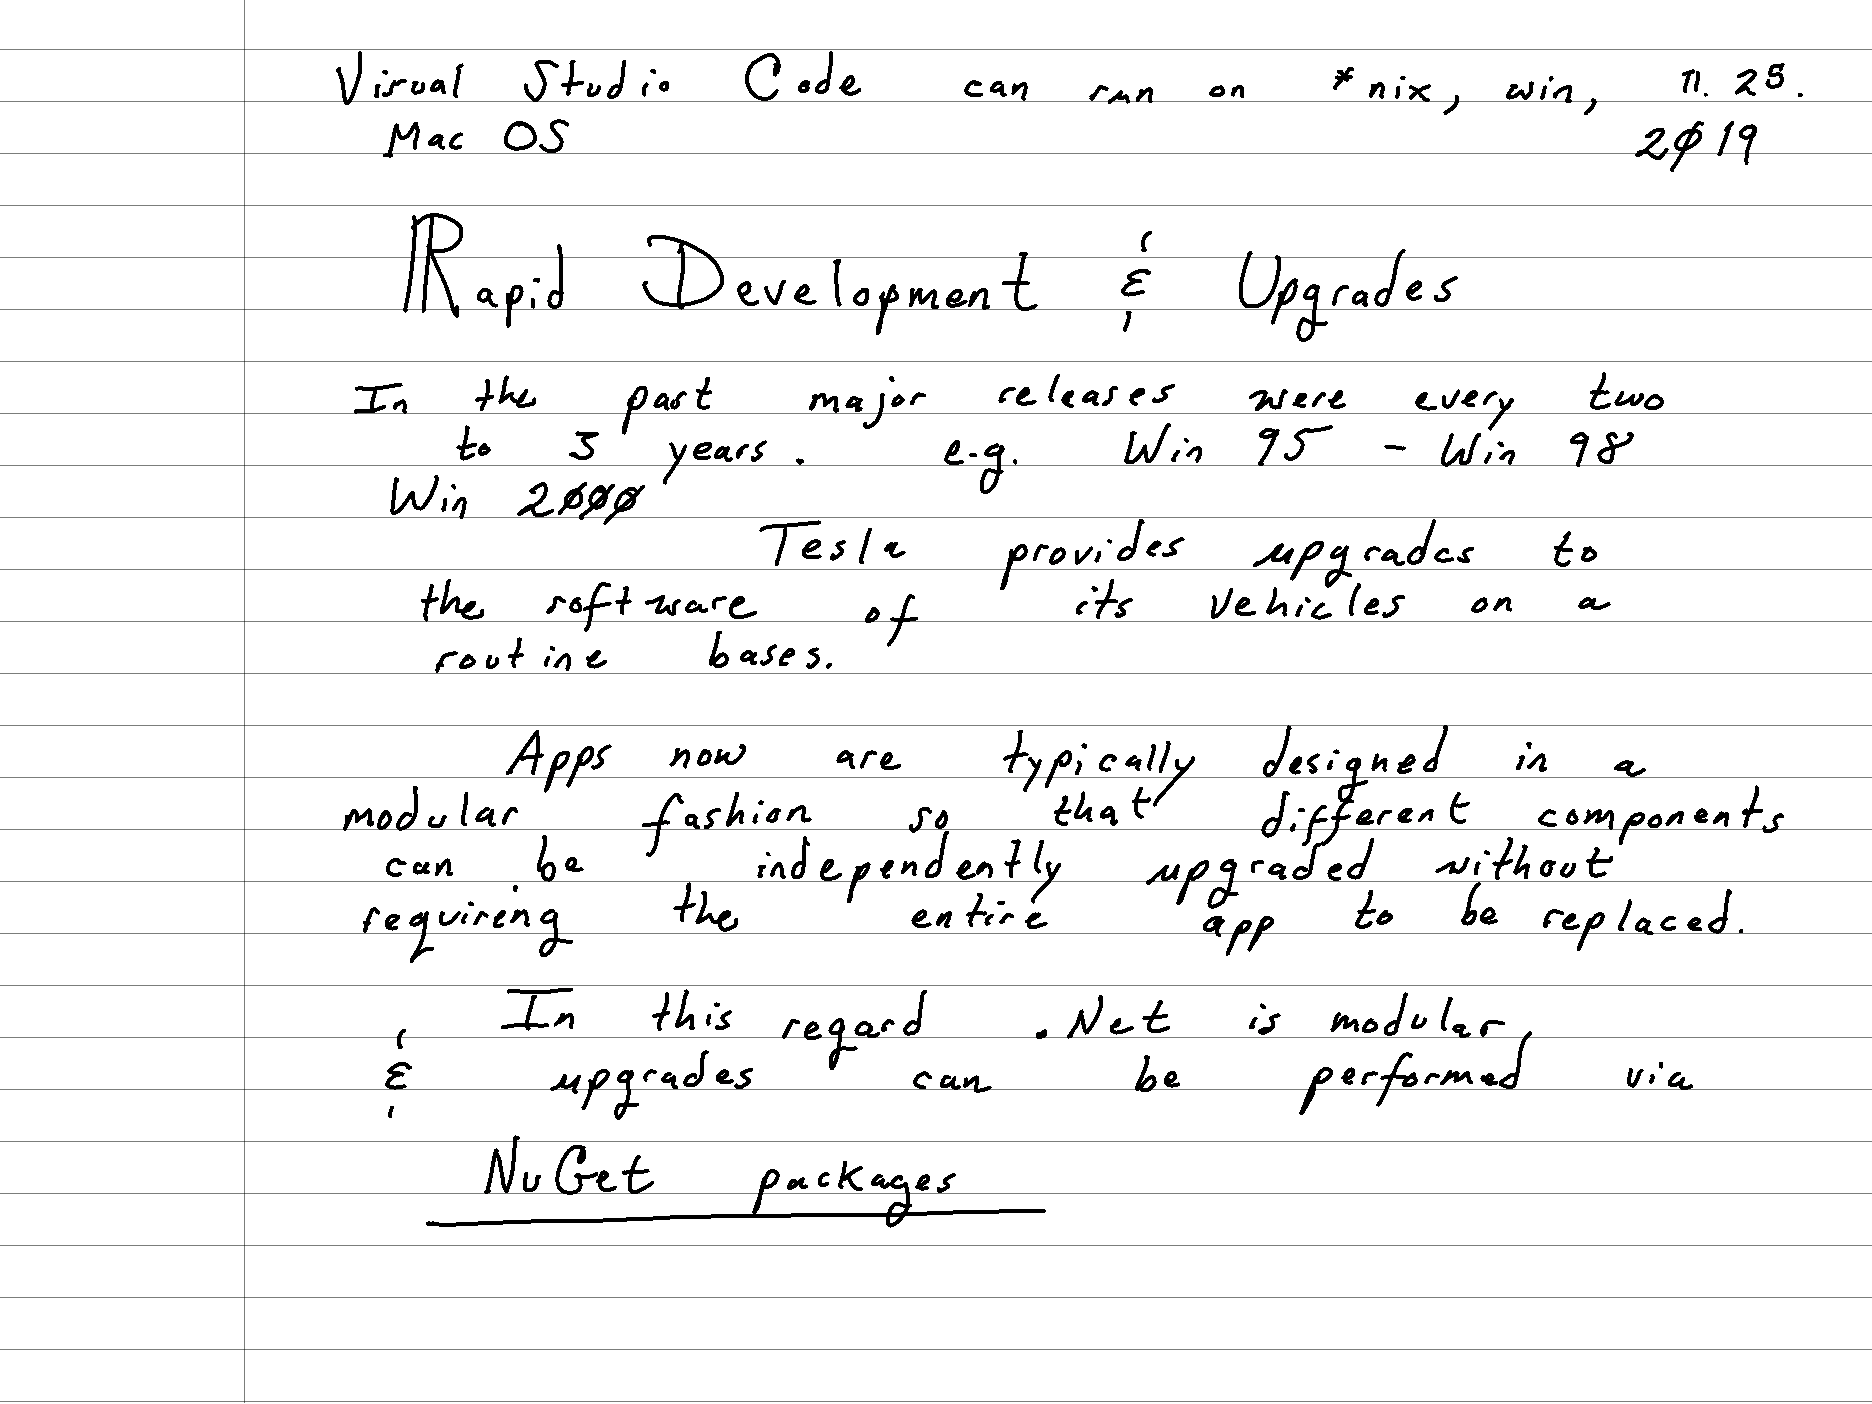 Visual Studio Code can run on *nix, win, 11. 25.
Mac OS 2019
Rapid Development & Upgrades
In the past major releases were every two
to 3 years. e.g. Win 95 - Win 98
Win 2000
Tesla provides upgrades to
the software of its vehicles on a
routine bases.
Apps now are typically designed in a
modular fashion so that different components
can be independently upgraded without
requireng the entire app to be replaced.
In this regard .Net is modular,
& upgrades can be performed via
NuGet packages